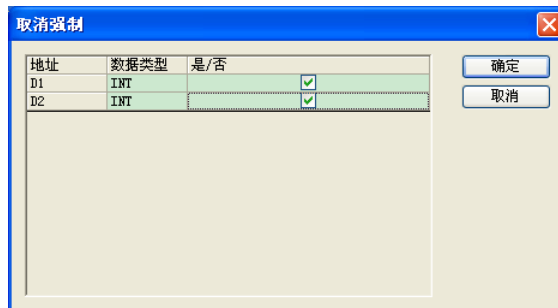 取消强制
地址 数据类型 是/否
D1 INT
D2 INT
确定
取消